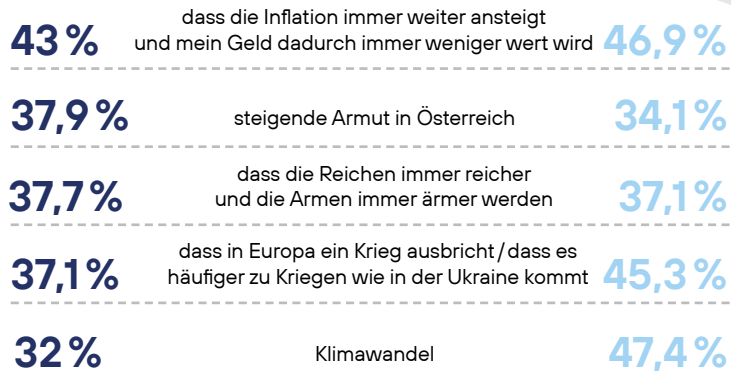 dass die Inflation immer weiter ansteigt
43 % und mein Geld dadurch immer weniger wert wird 46,9 %
37,9 % steigende Armut in Österreich 34,1 %
dass die Reichen immer reicher
37,7 % und die Armen immer ärmer werden 37,1 %
dass in Europa ein Krieg ausbricht / dass es
37,1 % häufiger zu Kriegen wie in der Ukraine kommt 45,3 %
32 % Klimawandel 47,4 %